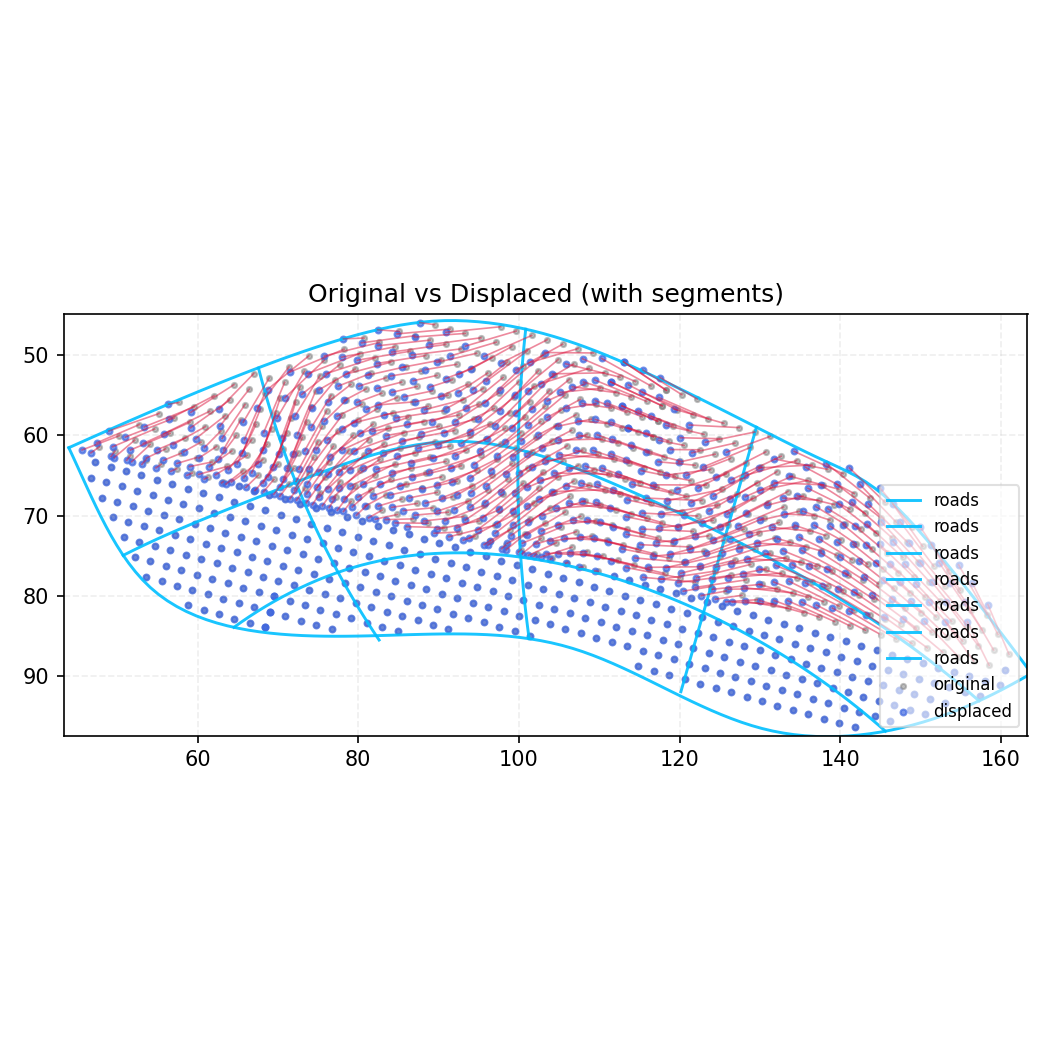 Original vs Displaced (with segments)
50
60
70
80
90
roads
roads
roads
roads
roads
roads
roads
original
displaced
60 80 100 120 140 160